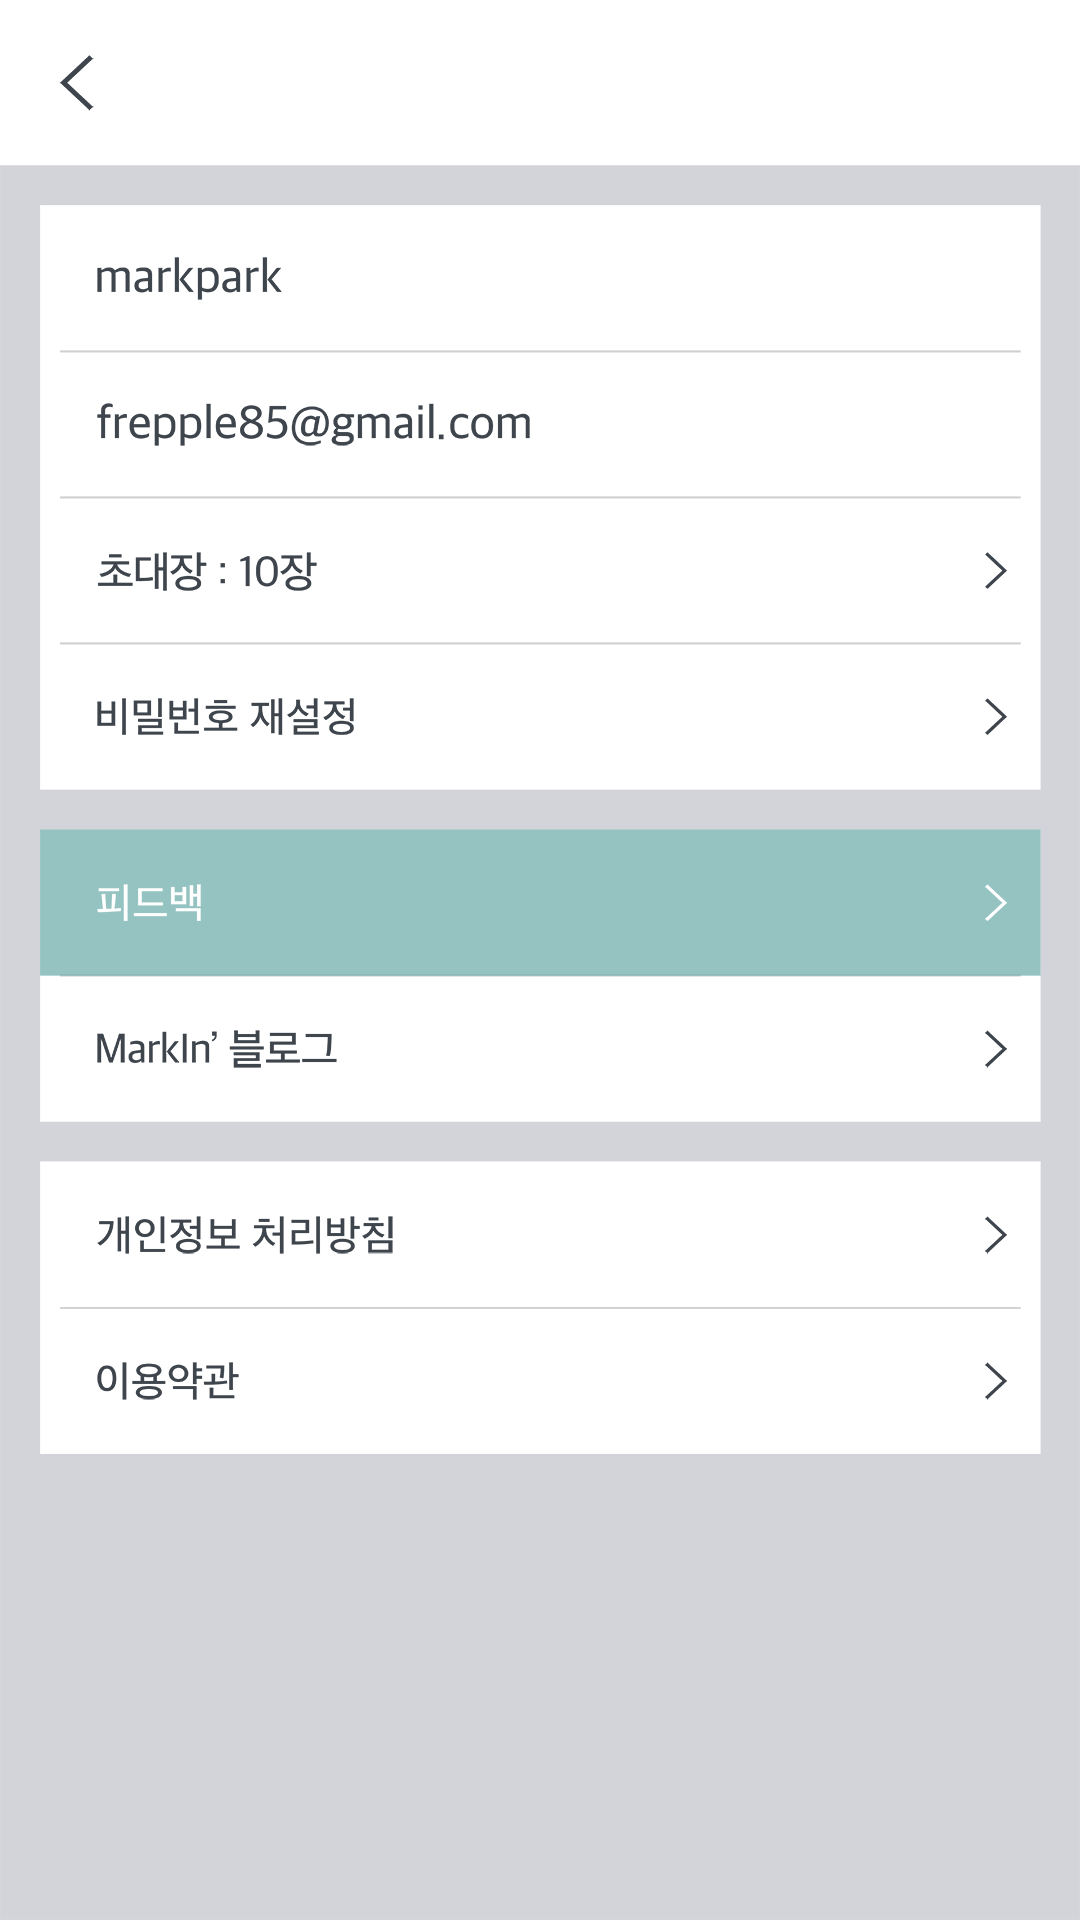 markpark
frepple85@gmail.com
초대장 : 10장
비밀번호 재설정
피드백
MarkIn’ 블로그
개인정보 처리방침
이용약관